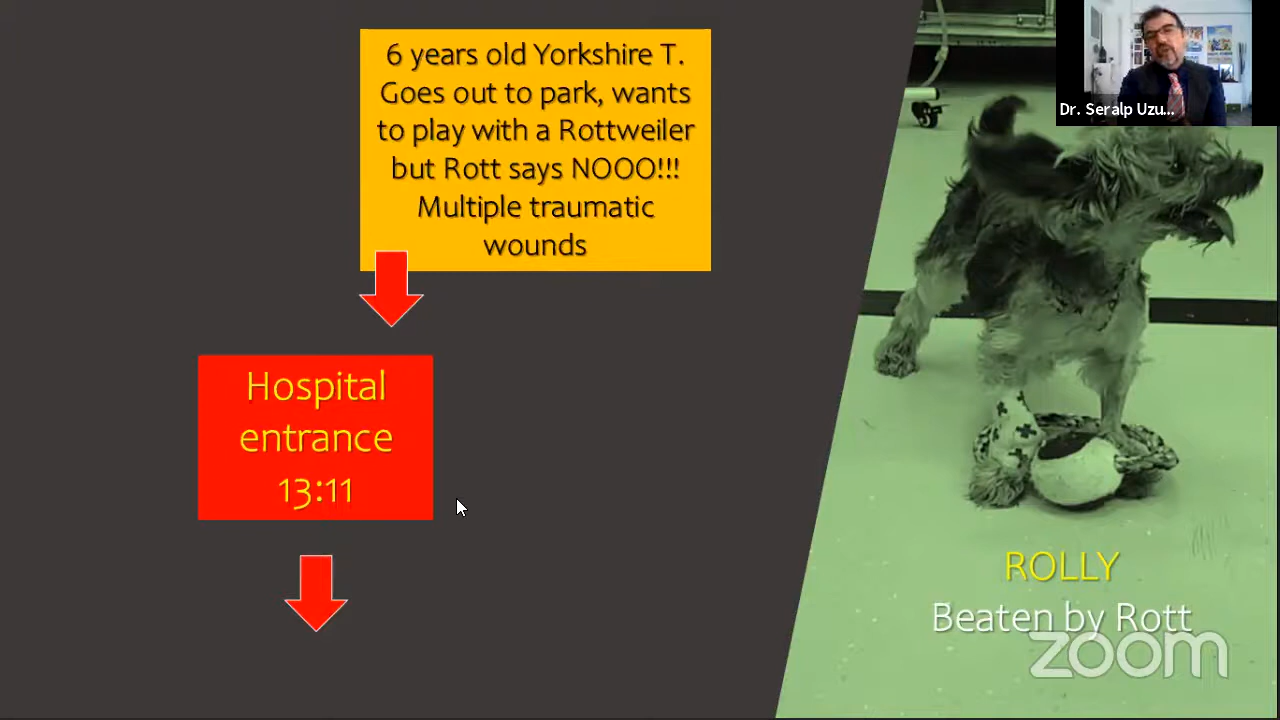 6 years old Yorkshire T.
Goes out to park, wants
to play with a Rottweiler
but Rott says NOOO!!!
Multiple traumatic
wounds
Dr. Seralp Uzu...
Hospital
entrance
13:11
ROLLY
Beaten by Rott
zoom